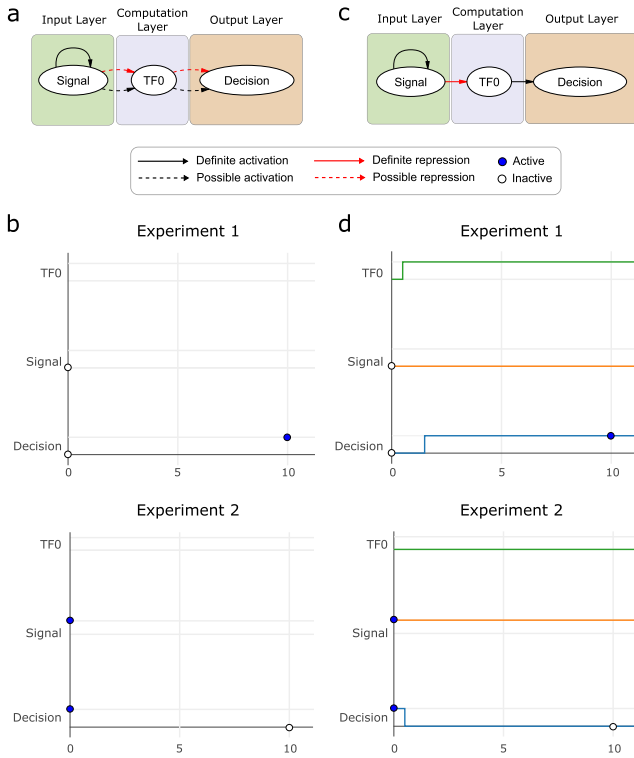 a
Input Layer
Computation
Layer
Output Layer
Signal
TF0
Decision
c
Input Layer
Computation
Layer
Output Layer
Signal
TF0
Decision
Definite activation
Definite repression
Active
Possible activation
Possible repression
Inactive
b
Experiment 1
TF0
Signal
Decision
0
5
10
Experiment 2
TF0
Signal
Decision
0
5
10
d
Experiment 1
TF0
Signal
Decision
0
5
10
Experiment 2
TF0
Signal
Decision
0
5
10